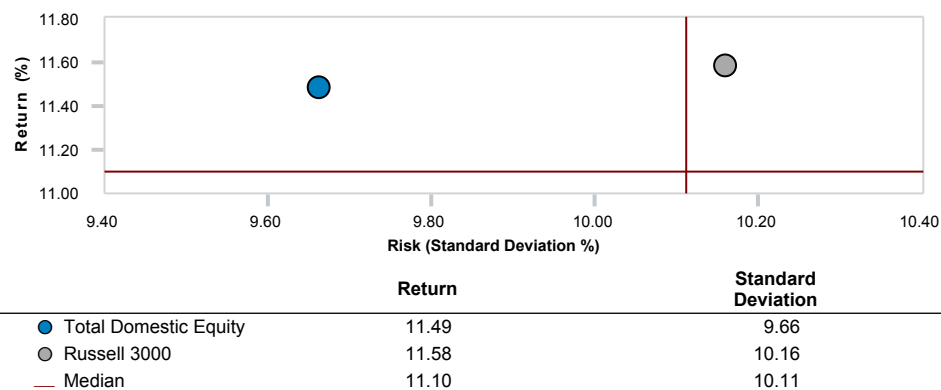 11.80
11.60
11.40
11.20
11.00
Return (%)
9.40 9.60 9.80 10.00 10.20 10.40
Risk (Standard Deviation %)
Return Standard Deviation
Total Domestic Equity 11.49 9.66
Russell 3000 11.58 10.16
Median 11.10 10.11